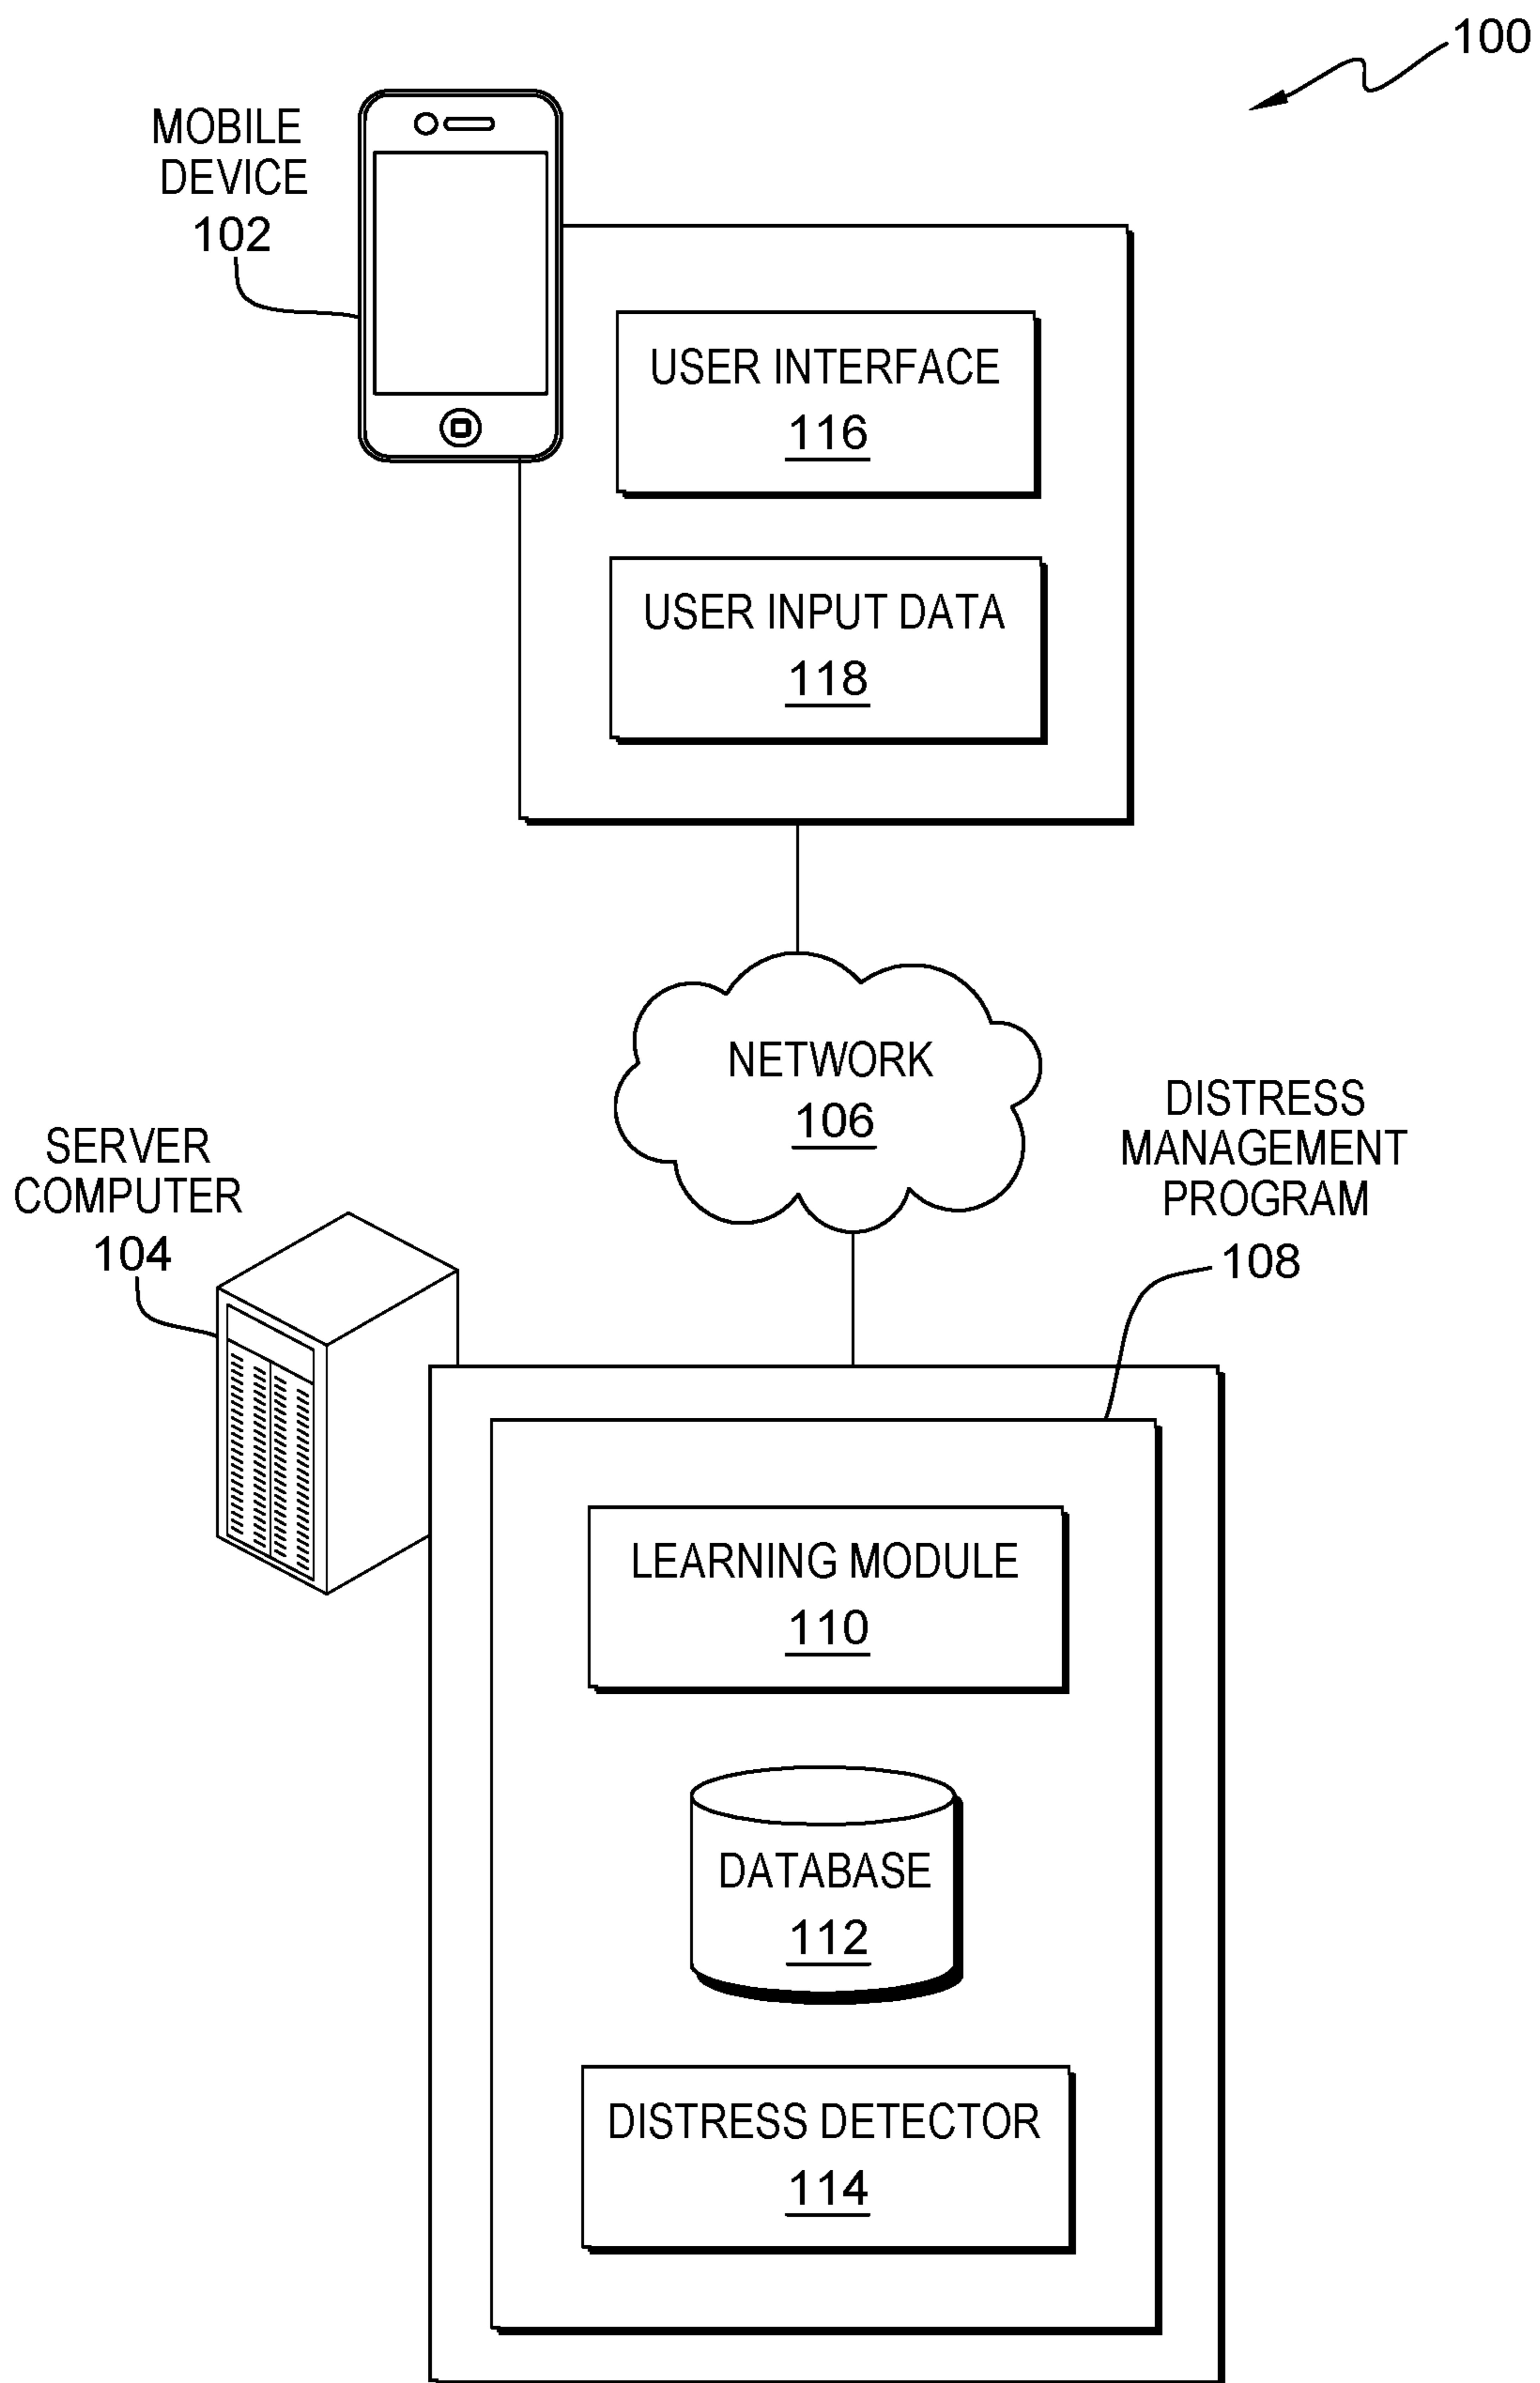 100
MOBILE
DEVICE
102
USER INTERFACE
116
USER INPUT DATA
118
NETWORK
106
DISTRESS
MANAGEMENT
PROGRAM
108
SERVER
COMPUTER
104
LEARNING MODULE
110
DATABASE
112
DISTRESS DETECTOR
114